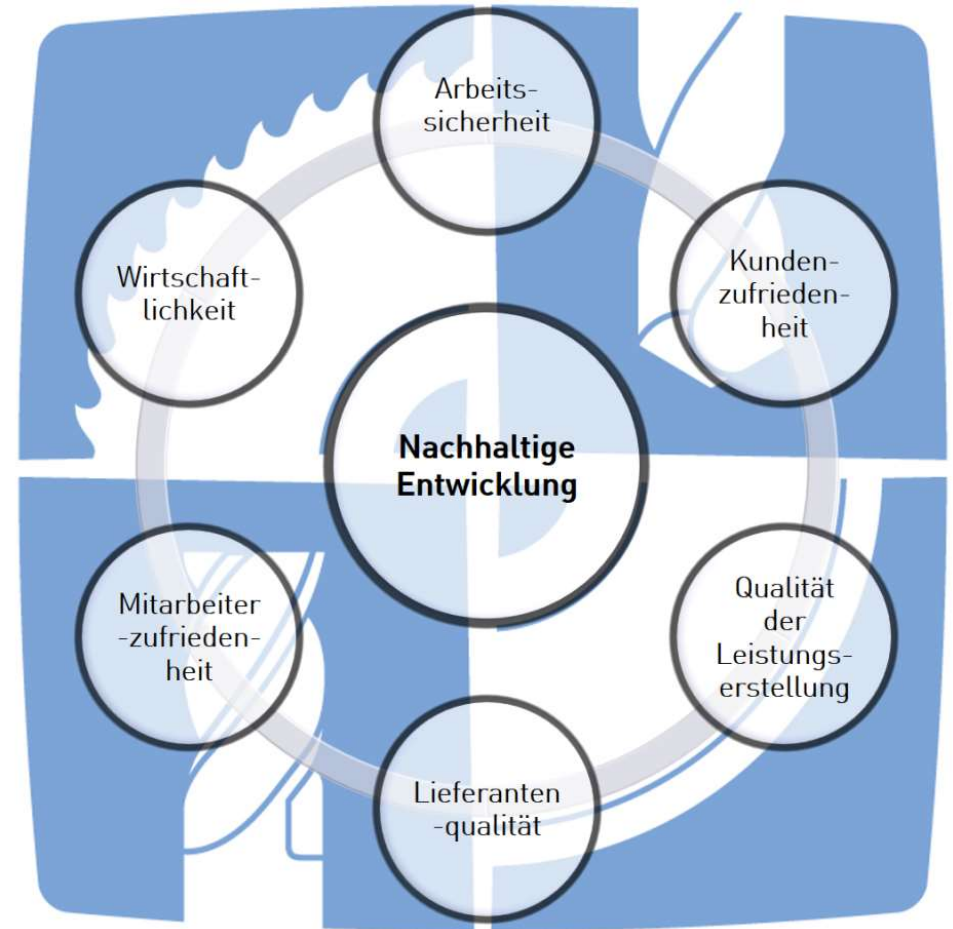 Arbeits-
sicherheit
Kunden-
zufrieden-
heit
Qualität
der
Leistungs-
erstellung
Lieferanten
-qualität
Mitarbeiter
-zufrieden-
heit
Wirtschaft-
lichkeit
Nachhaltige
Entwicklung